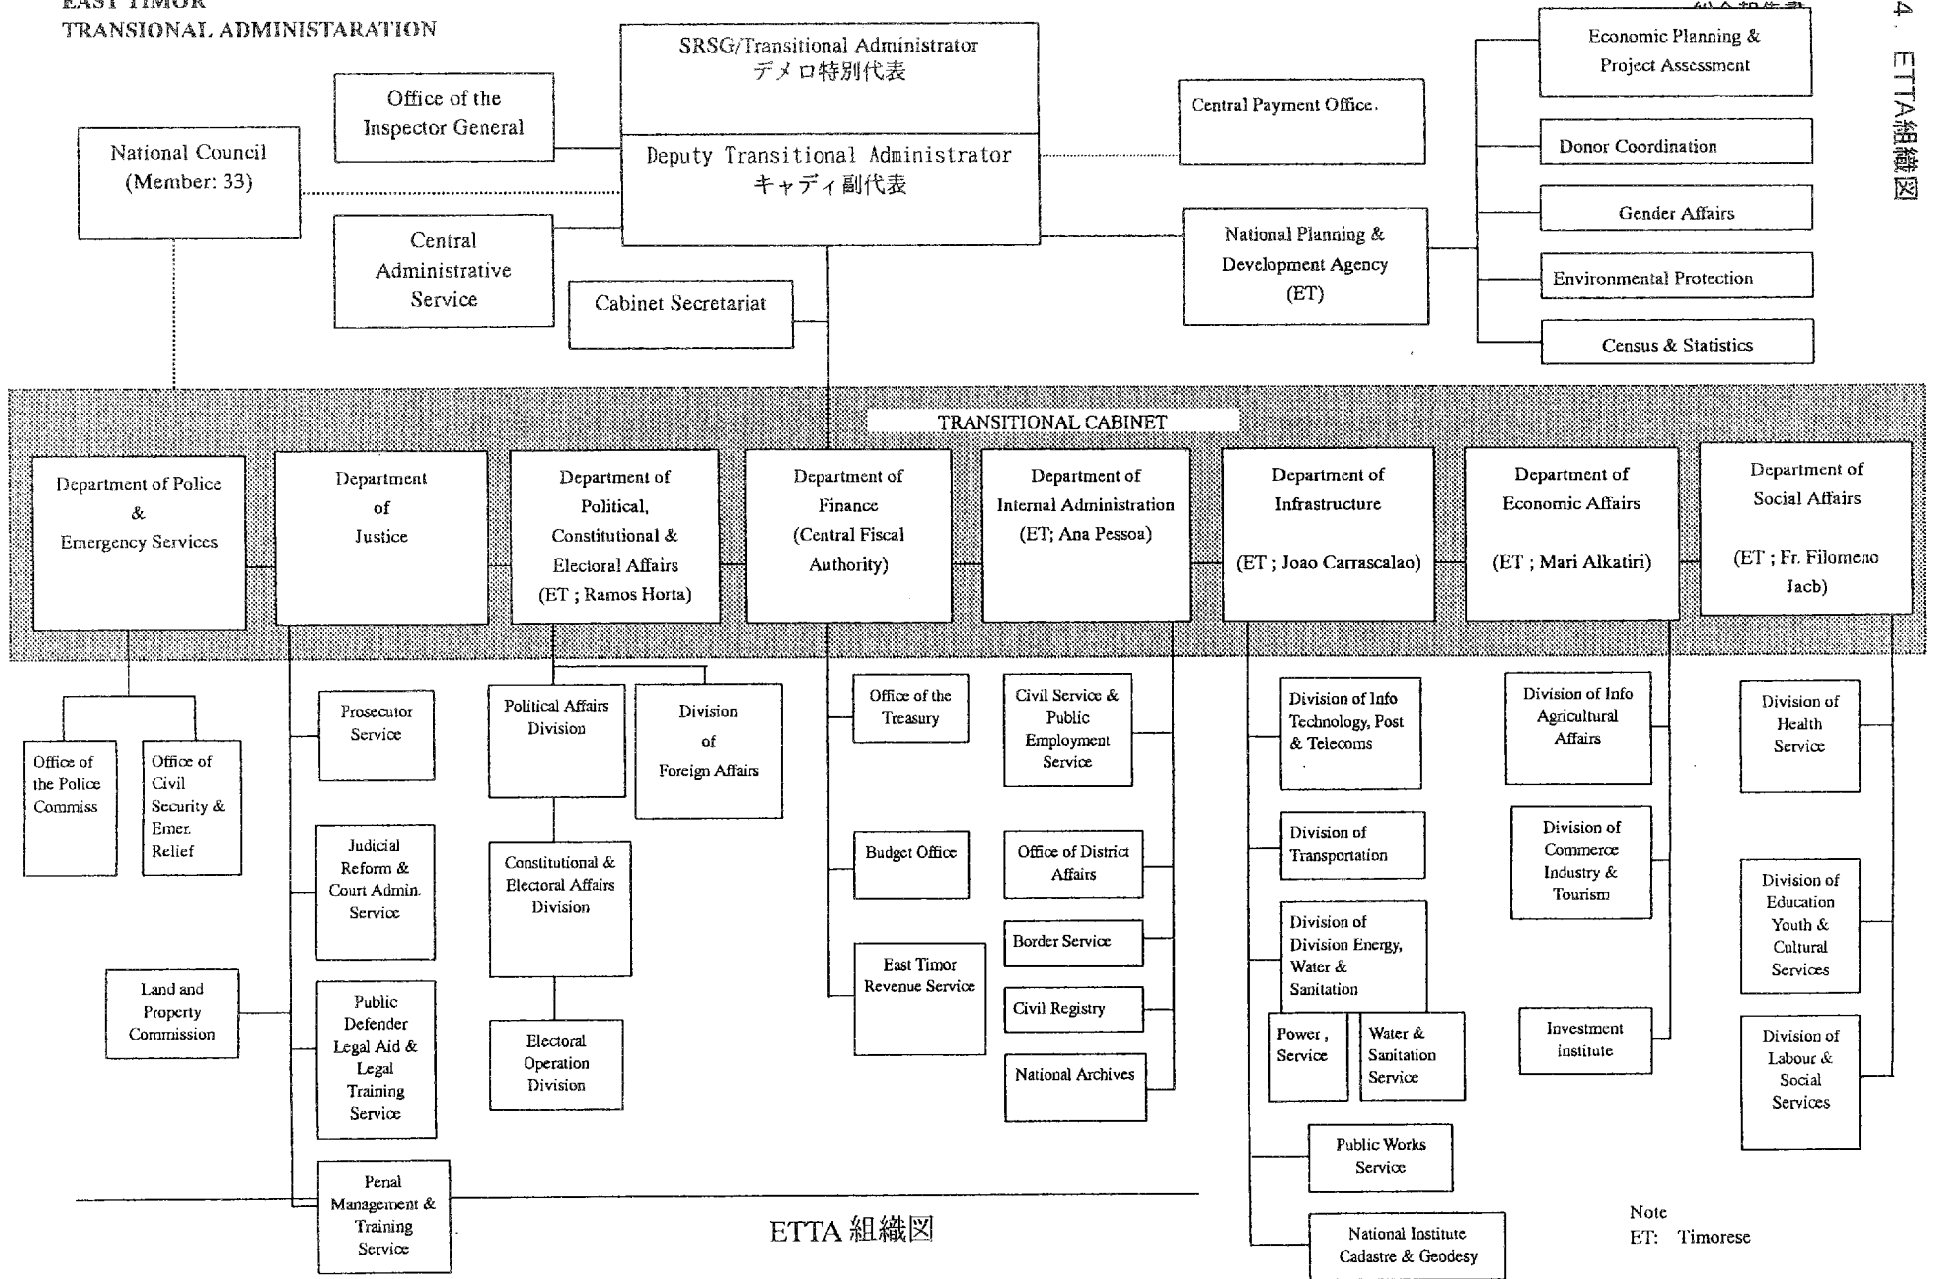 EAST TIMOR
TRANSIONAL ADMINISTARATION
4. ETTA組織図
SRSG/Transitional Administrator
デメロ特別代表
Deputy Transitional Administrator
キャディ副代表
Office of the
Inspector General
National Council
(Member: 33)
Central
Administrative
Service
Cabinet Secretariat
Central Payment Office.
National Planning &
Development Agency
(ET)
Economic Planning &
Project Assessment
Donor Coordination
Gender Affairs
Environmental Protection
Census & Statistics
TRANSITIONAL CABINET
Department of Police
&
Emergency Services
Department
of
Justice
Department of
Political,
Constitutional &
Electoral Affairs
(ET ; Ramos Horta)
Department of
Finance
(Central Fiscal
Authority)
Department of
Internal Administration
(ET; Ana Pessoa)
Department of
Infrastructure
(ET ; Joao Carrascalao)
Department of
Economic Affairs
(ET ; Mari Alkatiri)
Department of
Social Affairs
(ET ; Fr. Filomeno
Jacb)
Office of
the Police
Commiss
Office of
Civil
Security &
Emer.
Relief
Land and
Property
Commission
Prosecutor
Service
Judicial
Reform &
Court Admin.
Service
Public
Defender
Legal Aid &
Legal
Training
Service
Penal
Management &
Training
Service
Political Affairs
Division
Division
of
Foreign Affairs
Constitutional &
Electoral Affairs
Division
Electoral
Operation
Division
Office of the
Treasury
Budget Office
East Timor
Revenue Service
Civil Service &
Public
Employment
Service
Office of District
Affairs
Border Service
Civil Registry
National Archives
Division of Info
Technology, Post
& Telecoms
Division of
Transportation
Division of
Division Energy,
Water &
Sanitation
Power ,
Service
Water &
Sanitation
Service
Public Works
Service
National Institute
Cadastre & Geodesy
Division of Info
Agricultural
Affairs
Division of
Commerce
Industry &
Tourism
Investment
institute
Division of
Health
Service
Division of
Education
Youth &
Cultural
Services
Division of
Labour &
Social
Services
ETTA 組織図
Note
ET: Timorese